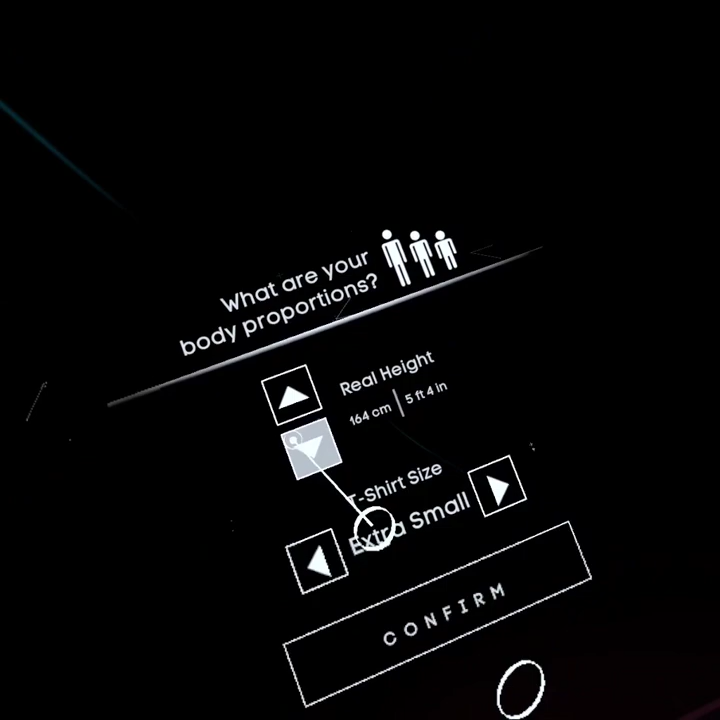 What are your
body proportions?
Real Height
164 cm | 5 ft 4 in
T-Shirt Size
Extra Small
CONFIRM